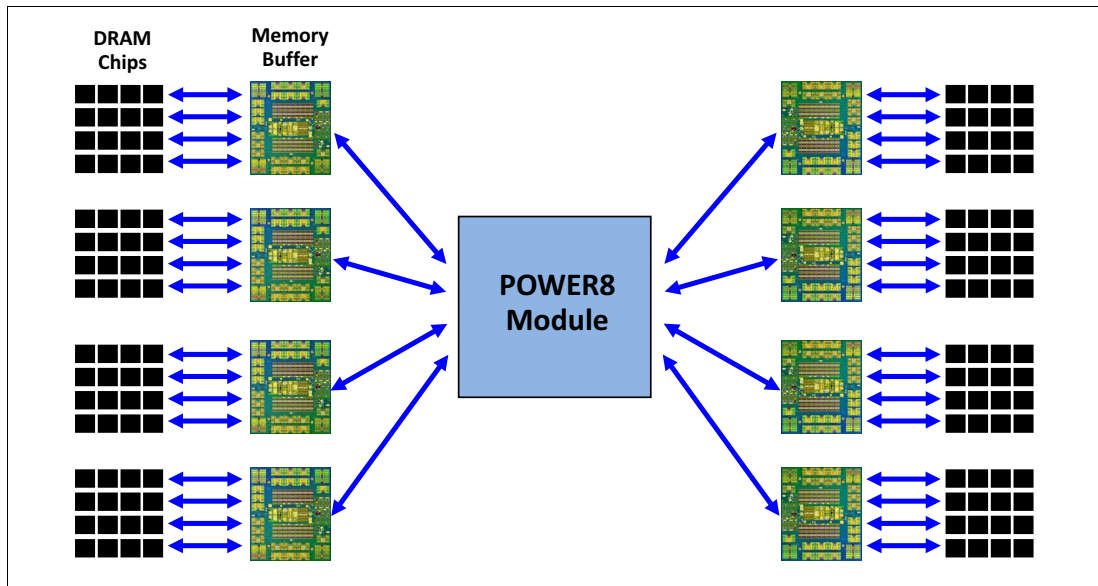 DRAM
Chips
Memory
Buffer
POWER8
Module